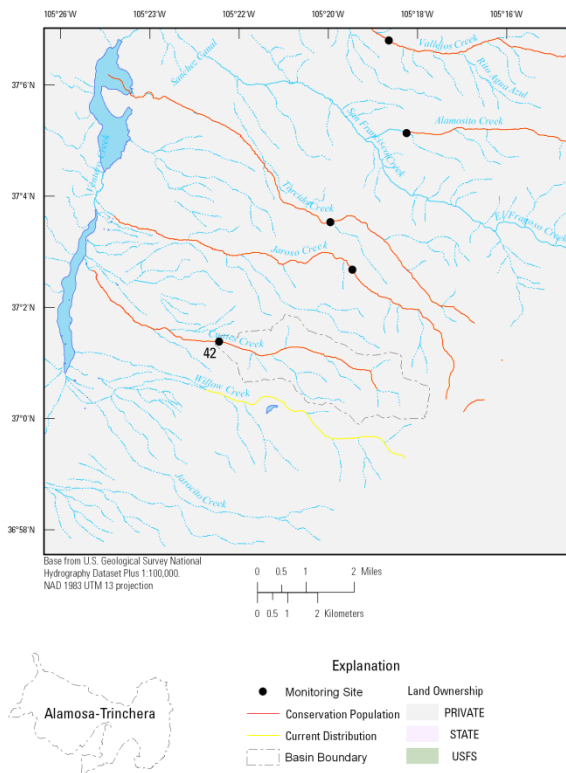 105°26'W 105°23'W 105°22'W 105°20'W 105°18'W 105°16'W
37°6'N
37°4'N
37°2'N
37°0'N
36°58'N
Vallejos Creek
Rito Agua Azul
Sanchez Canal
Alamosito Creek
San Francisco Creek
El Fragoso Creek
Ventero Creek
Torcido Creek
Jaroso Creek
Cuates Creek
42
Willow Creek
Jarocito Creek
Base from U.S. Geological Survey National
Hydrography Dataset Plus 1:100,000.
NAD 1983 UTM 13 projection
0 0.5 1 2 Miles
0 0.5 1 2 Kilometers
Alamosa-Trinchera
Explanation
Monitoring Site
Conservation Population
Current Distribution
Basin Boundary
Land Ownership
PRIVATE
STATE
USFS